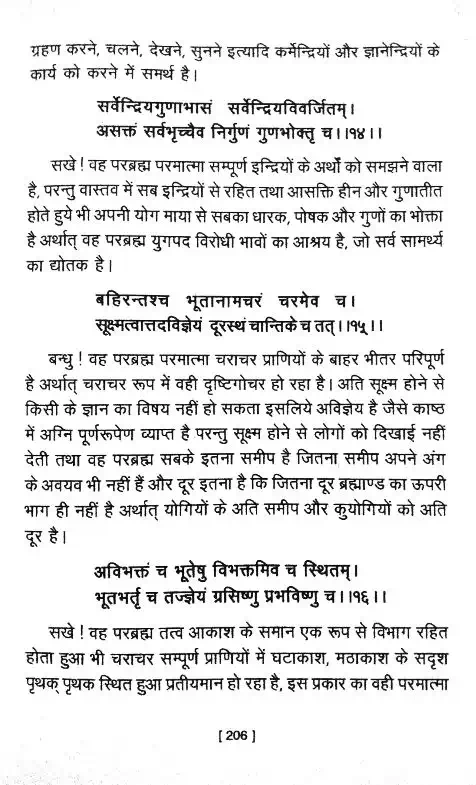 ग्रहण करने, चलने, देखने, सुनने इत्यादि कर्मेन्द्रियों और ज्ञानेन्द्रियों के
कार्य को करने में समर्थ है।
सर्वेन्द्रियगुणाभासं सर्वेन्द्रियविवर्जितम्।
असक्तं सर्वभृच्चैव निर्गुणं गुणभोक्तृ च।।१४।।
सखे! वह परब्रह्म परमात्मा सम्पूर्ण इन्द्रियों के अर्थों को समझने वाला
है, परन्तु वास्तव में सब इन्द्रियों से रहित तथा आसक्ति हीन और गुणातीत
होते हुये भी अपनी योग माया से सबका धारक, पोषक और गुणों का भोक्ता
है अर्थात् वह परब्रह्म युगपद विरोधी भावों का आश्रय है, जो सर्व सामर्थ्य
का द्योतक है।
बहिरन्तश्च भूतानामचरं चरमेव च।
सूक्ष्मत्वात्तदविज्ञेयं दूरस्थं चान्तिके च तत्।।१५्।।
बन्धु! वह परब्रह्म परमात्मा चराचर प्राणियों के बाहर भीतर परिपूर्ण
है अर्थात् चराचर रूप में वही दृष्टिगोचर हो रहा है। अति सूक्ष्म होने से
किसी के ज्ञान का विषय नहीं हो सकता इसलिये अविज्ञेय है जैसे काष्ठ
में अग्नि पूर्णरूपेण व्याप्त है परन्तु सूक्ष्म होने से लोगों को दिखाई नहीं
देती तथा वह परब्रह्म सबके इतना समीप है जितना समीप अपने अंग
के अवयव भी नहीं हैं और दूर इतना है कि जितना दूर ब्रह्माण्ड का ऊपरी
भाग ही नहीं है अर्थात् योगियों के अति समीप और कुयोगियों को अति
दूर है।
अविभक्तं च भूतेषु विभक्तमिव च स्थितम्।
भूतभर्तृ च तज्ज्ञेयं ग्रसिष्णु प्रभविष्णु च।।१६।।
सखे! वह परब्रह्म तत्व आकाश के समान एक रूप से विभाग रहित
होता हुआ भी चराचर सम्पूर्ण प्राणियों में घटाकाश, मठाकाश के सदृश
पृथक् पृथक स्थित हुआ प्रतीयमान हो रहा है, इस प्रकार का वही परमात्मा
[ 206 ]